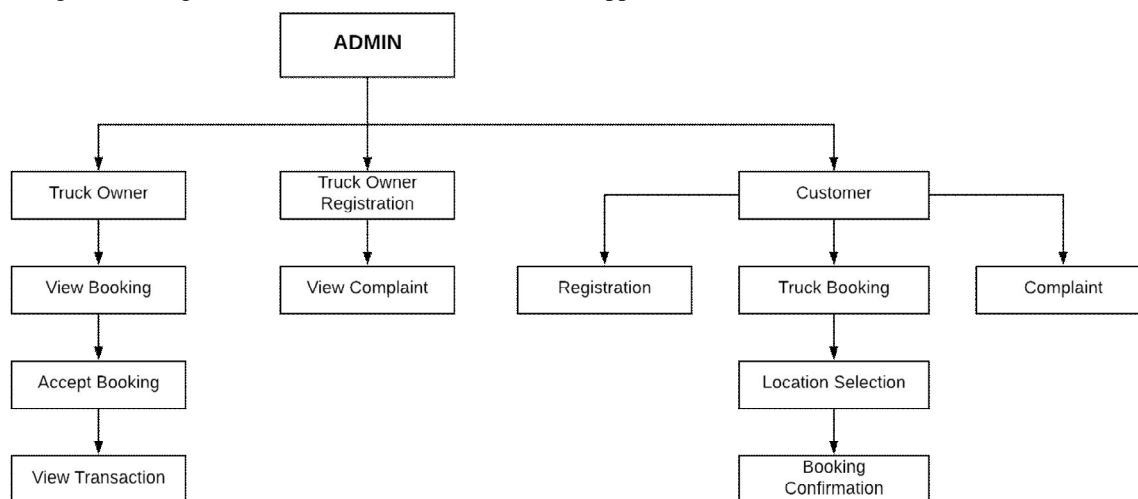 ADMIN
Truck Owner
Truck Owner
Registration
Customer
View Booking
View Complaint
Registration
Truck Booking
Complaint
Accept Booking
Location Selection
View Transaction
Booking
Confirmation